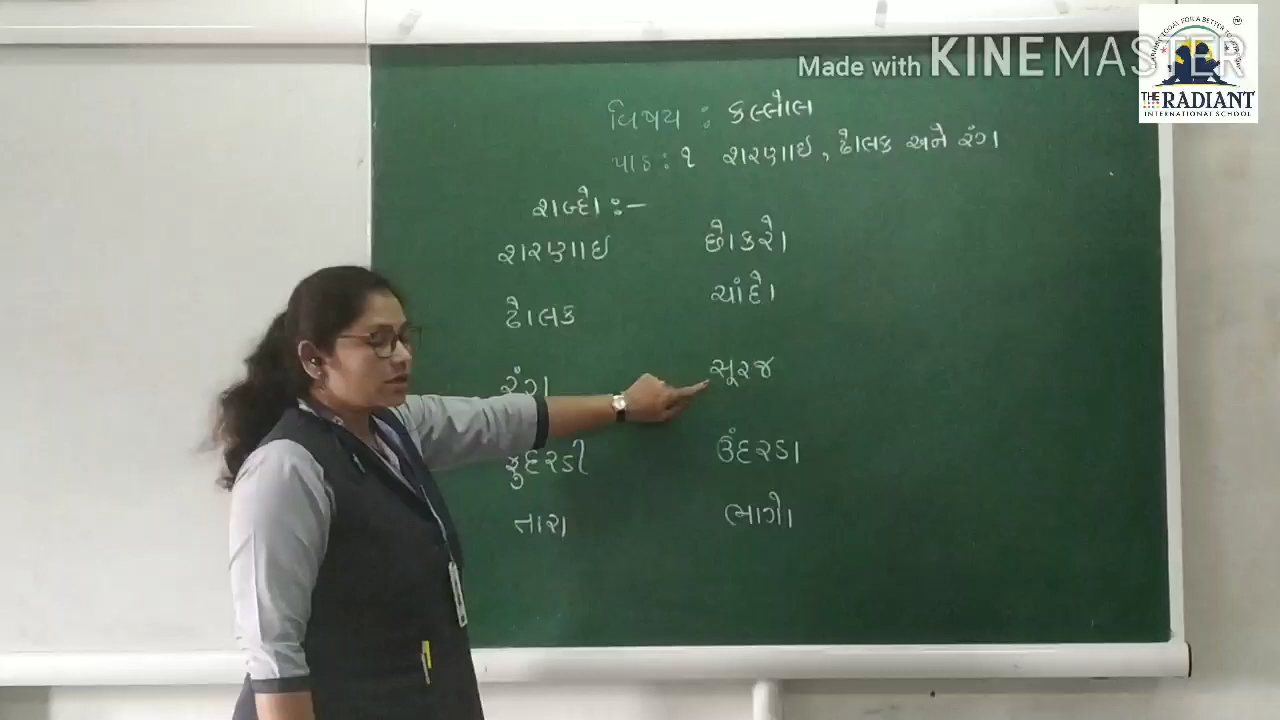 Made with KINEMASTER
THE RADIANT
INTERNATIONAL SCHOOL
વિષય : કલ્લોલ
પાઠ : ૧ શરણાઈ, ઢોલક અને રંગ
શબ્દો :-
શરણાઈ
ઢોલક
રંગ
ફુદરડી
તારા
છોકરો
ચાંદો
સૂરજ
ઉંદરડા
ભાગો